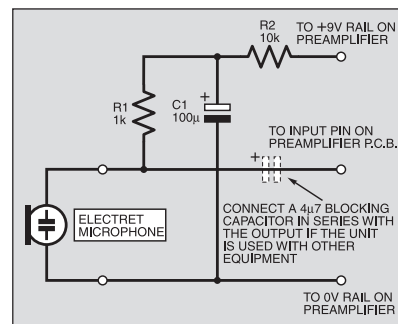 R2
10k
TO +9V RAIL ON
PREAMPLIFIER
R1
1k
C1
100µ
+
TO INPUT PIN ON
PREAMPLIFIER P.C.B.
+
ELECTRET
MICROPHONE
CONNECT A 4µ7 BLOCKING
CAPACITOR IN SERIES WITH
THE OUTPUT IF THE UNIT
IS USED WITH OTHER
EQUIPMENT
TO 0V RAIL ON
PREAMPLIFIER